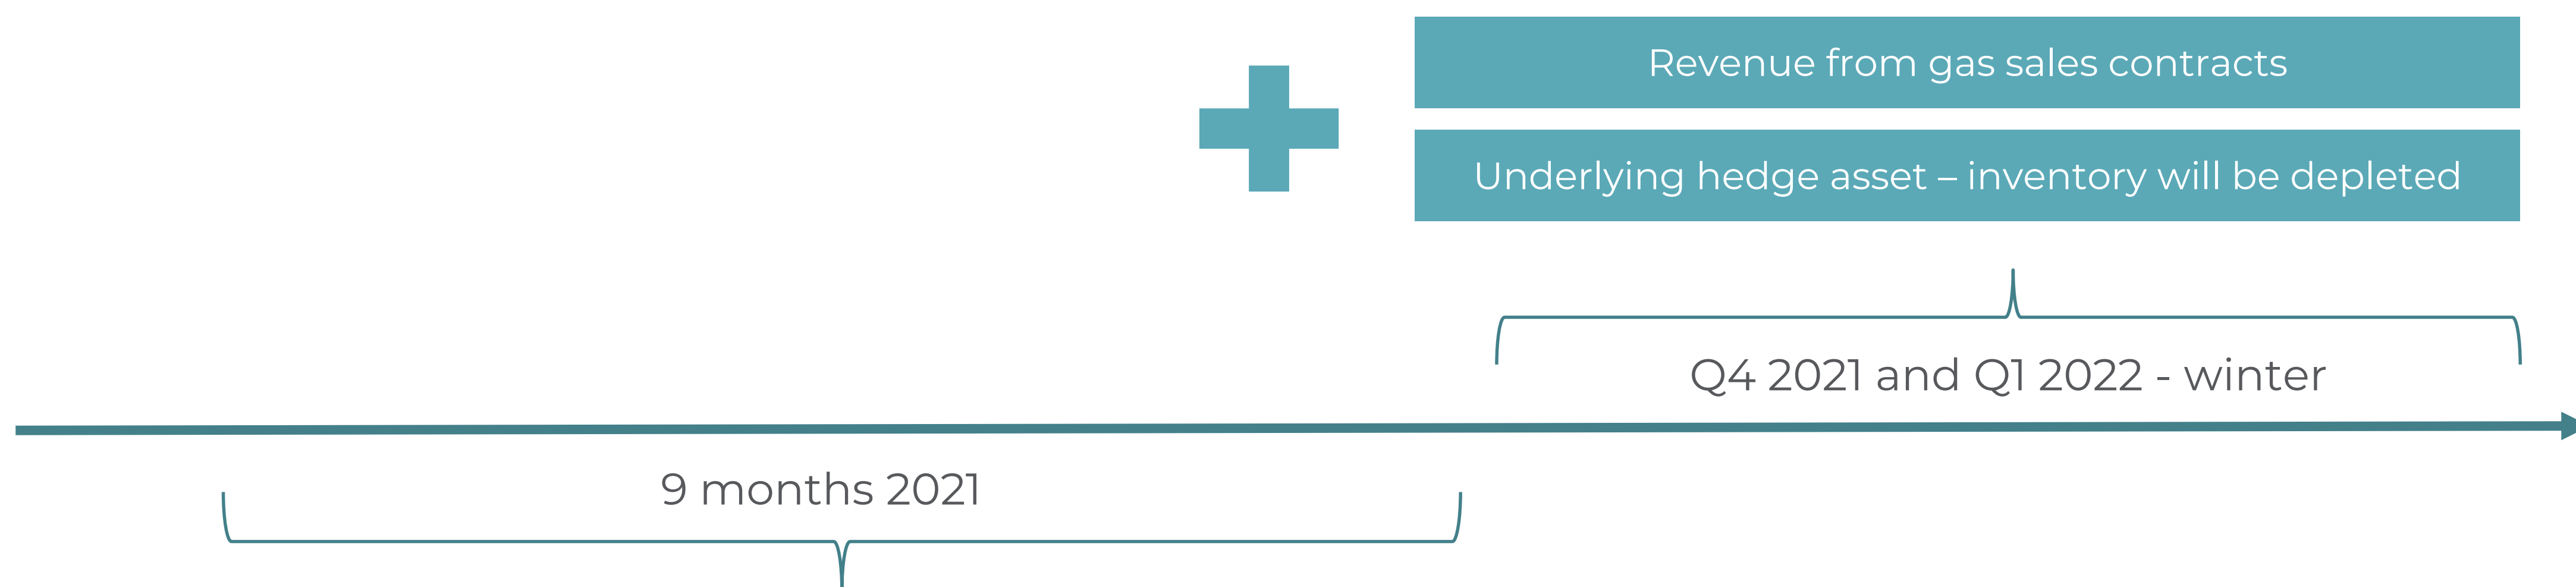 Revenue from gas sales contracts
Underlying hedge asset – inventory will be depleted
Q4 2021 and Q1 2022 - winter
9 months 2021